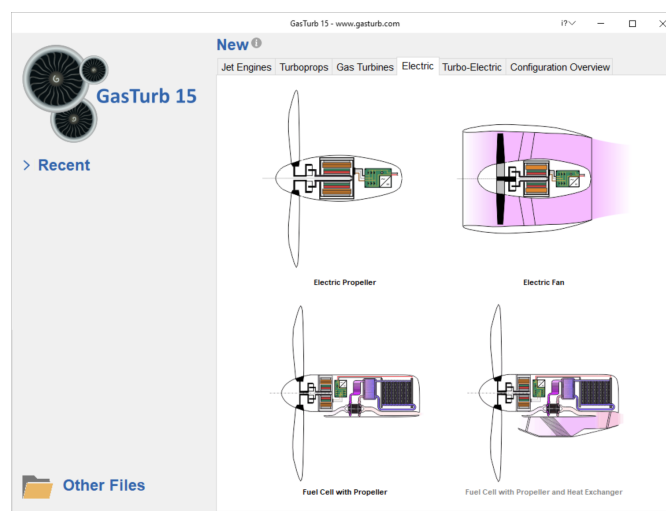 GasTurb 15 - www.gasturb.com
i?
New
Jet Engines Turboprops Gas Turbines Electric Turbo-Electric Configuration Overview
GasTurb 15
> Recent
Electric Propeller
Electric Fan
Fuel Cell with Propeller
Fuel Cell with Propeller and Heat Exchanger
Other Files